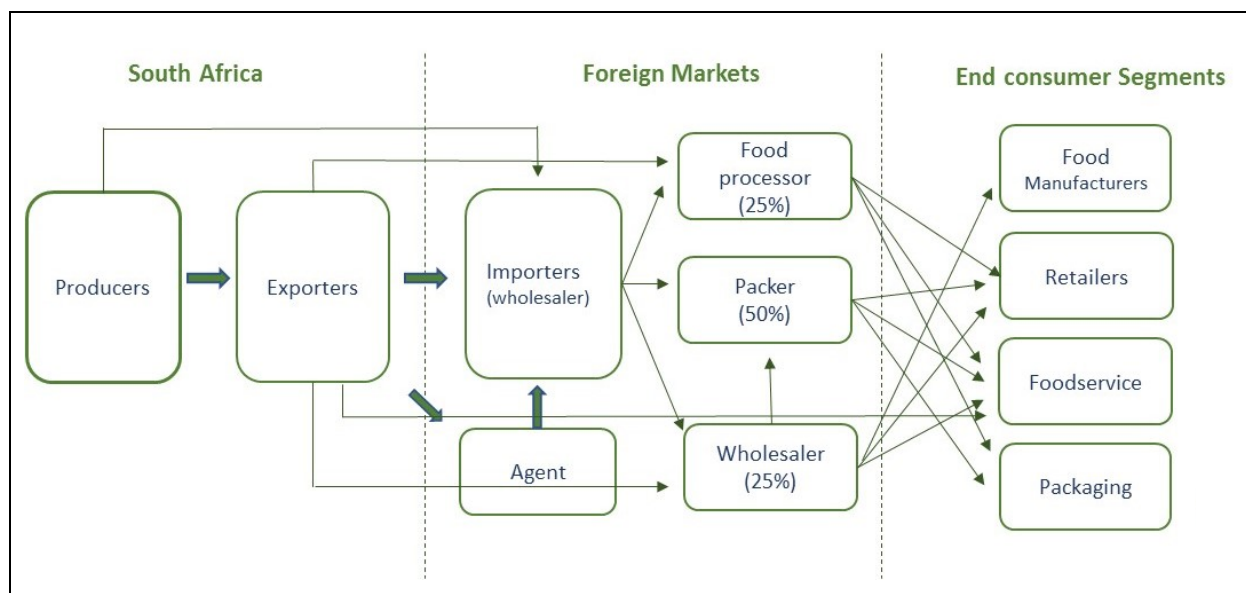 South Africa
Foreign Markets
End consumer Segments
Producers
Exporters
Importers
(wholesaler)
Agent
Food
processor
(25%)
Packer
(50%)
Wholesaler
(25%)
Food
Manufacturers
Retailers
Foodservice
Packaging